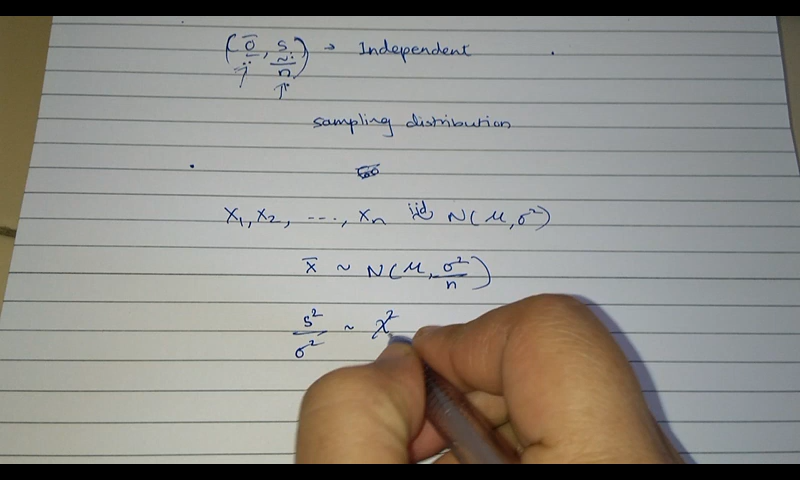 (ō, s/n) → Independent
sampling distribution
X₁, X₂, ..., Xn iid N(μ, σ²)
x̄ ~ N(μ, σ²/n)
s²/σ² ~ χ²